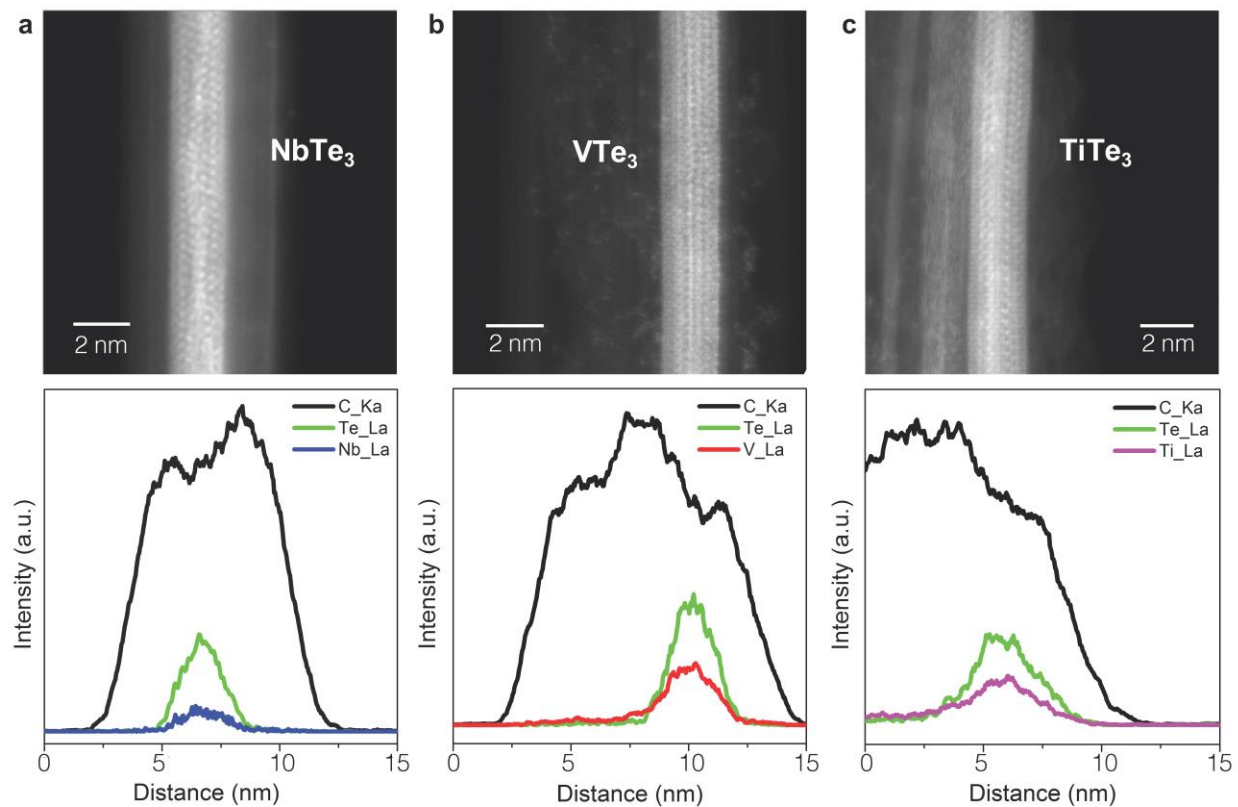 a
NbTe₃
2 nm
b
VTe₃
2 nm
c
TiTe₃
2 nm
C_Ka
Te_La
Nb_La
Intensity (a.u.)
0 5 10 15
Distance (nm)
C_Ka
Te_La
V_La
Intensity (a.u.)
0 5 10 15
Distance (nm)
C_Ka
Te_La
Ti_La
Intensity (a.u.)
0 5 10 15
Distance (nm)